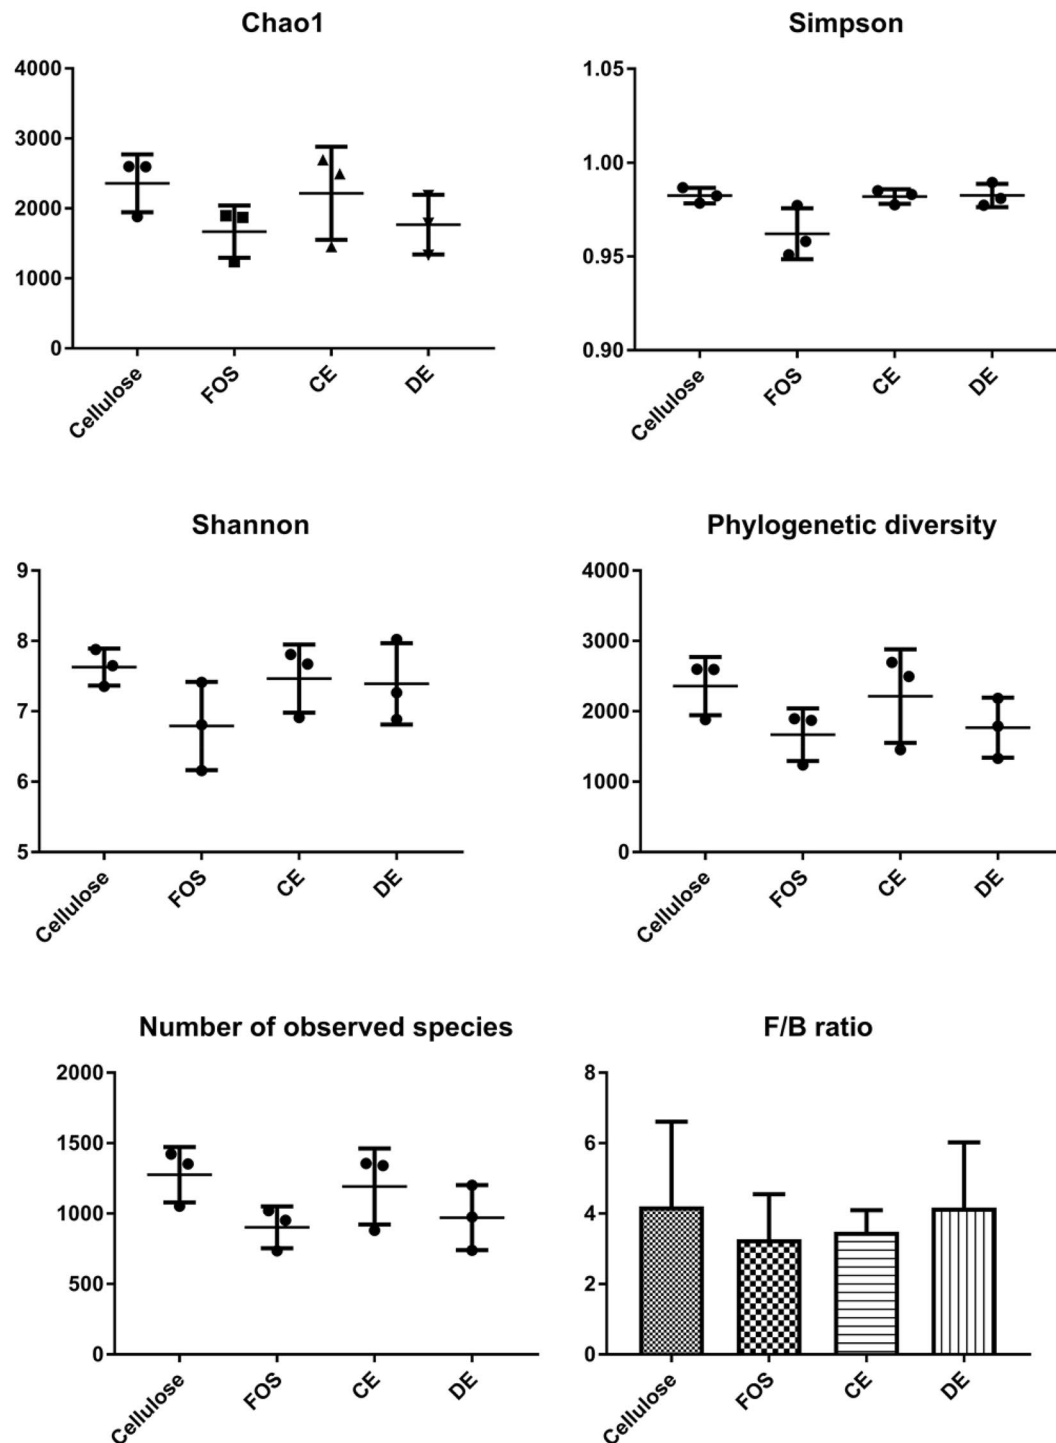 Chao1
4000
3000
2000
1000
0
Cellulose
FOS
CE
DE
Simpson
1.05
1.00
0.95
0.90
Cellulose
FOS
CE
DE
Shannon
9
8
7
6
5
Cellulose
FOS
CE
DE
Phylogenetic diversity
4000
3000
2000
1000
0
Cellulose
FOS
CE
DE
Number of observed species
2000
1500
1000
500
0
Cellulose
FOS
CE
DE
F/B ratio
8
6
4
2
0
Cellulose
FOS
CE
DE